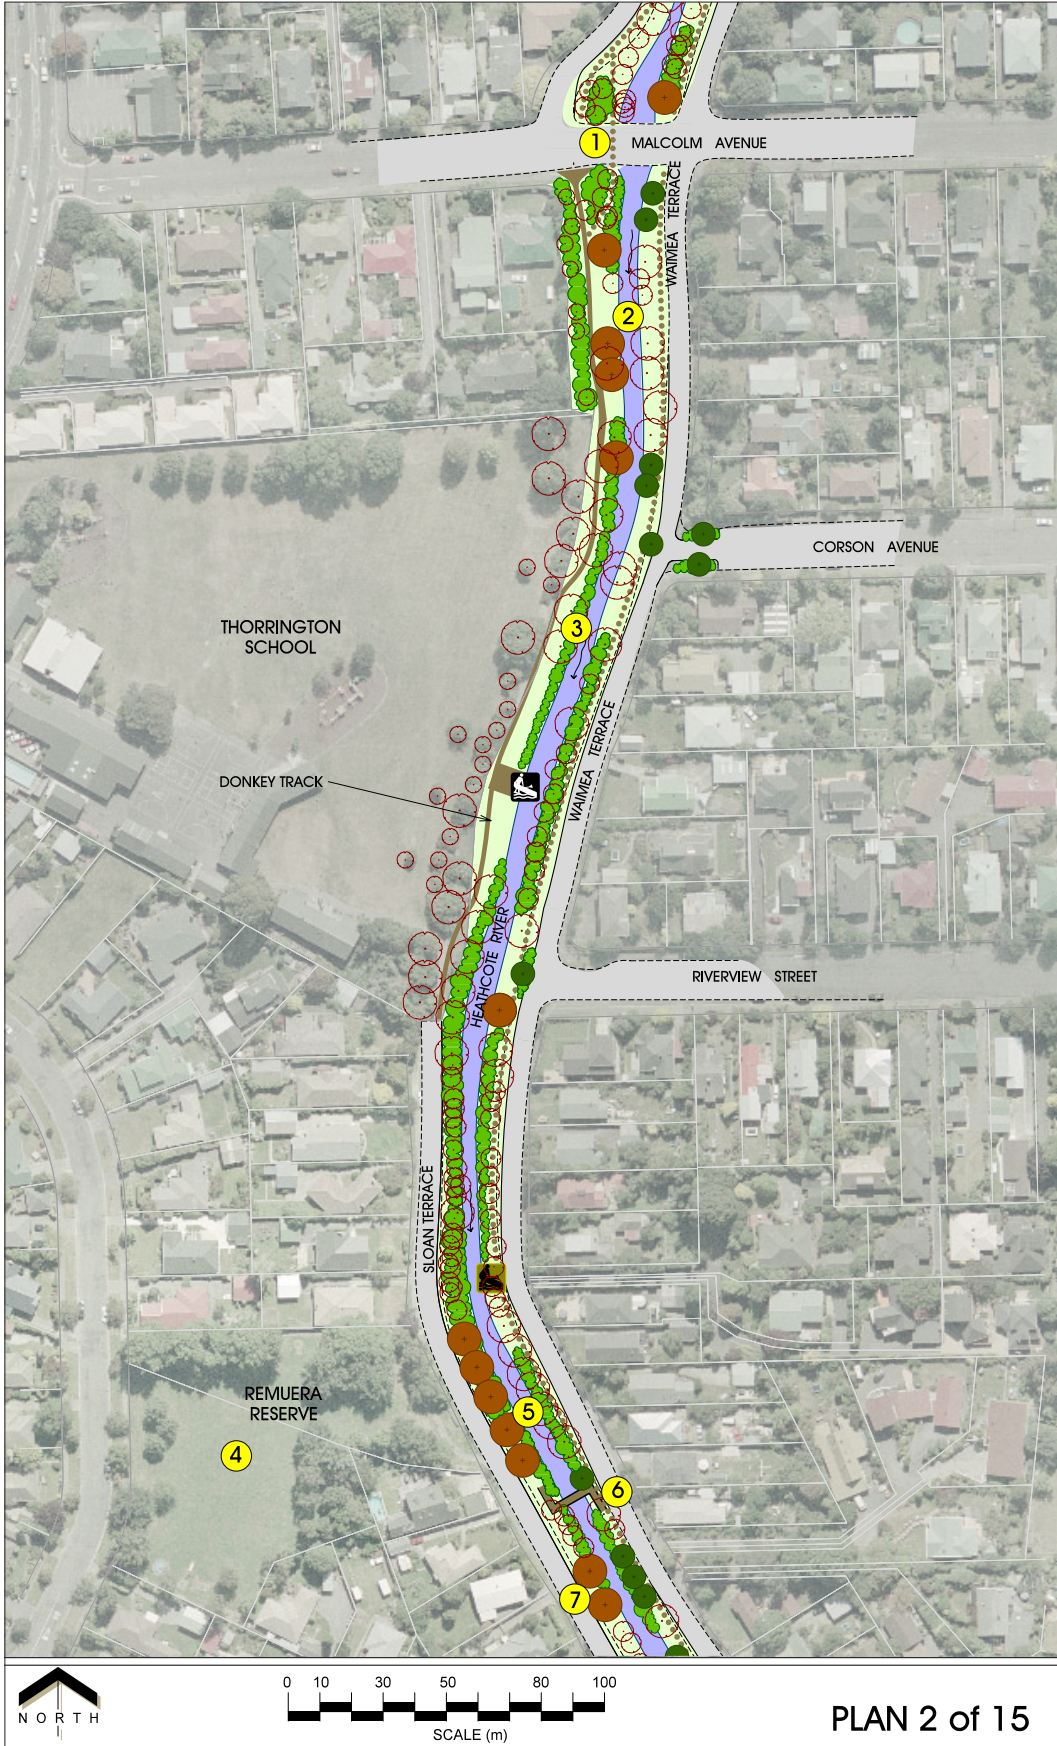 1
MALCOLM AVENUE
WAIMEA TERRACE
2
CORSON AVENUE
THORRINGTON
SCHOOL
3
WAIMEA TERRACE
DONKEY TRACK
HEATHCOTE RIVER
RIVERVIEW STREET
SLOAN TERRACE
REMUERA
RESERVE
4
5
6
7
NORTH
0 10 30 50 80 100
SCALE (m)
PLAN 2 of 15